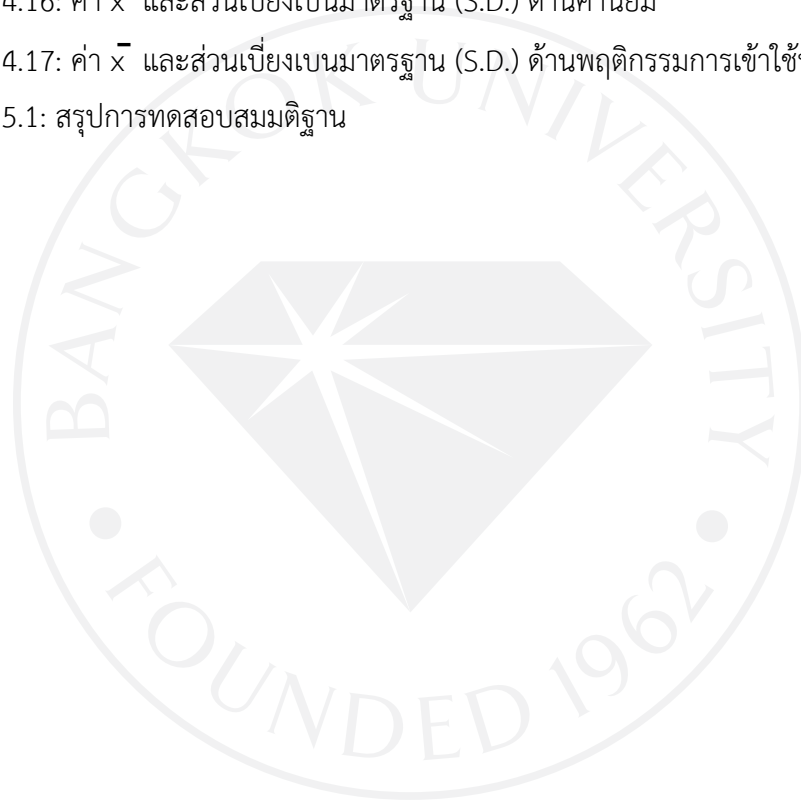 4.16: ค่า x̄ และส่วนเบี่ยงเบนมาตรฐาน (S.D.) ด้านค่านิยม
4.17: ค่า x̄ และส่วนเบี่ยงเบนมาตรฐาน (S.D.) ด้านพฤติกรรมการเข้าใช้
5.1: สรุปการทดสอบสมมติฐาน
BANGKOK UNIVERSITY
FOUNDED 1962